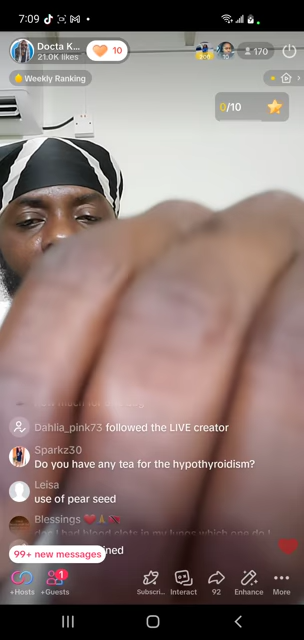 7:09
Docta K...
21.0K likes
10
170
Weekly Ranking
0/10
Dahlia_pink73 followed the LIVE creator
Sparkz30
Do you have any tea for the hypothyroidism?
Leisa
use of pear seed
Blessings
99+ new messages
ined
+Hosts
1
+Guests
Subscri...
Interact
92
Enhance
More